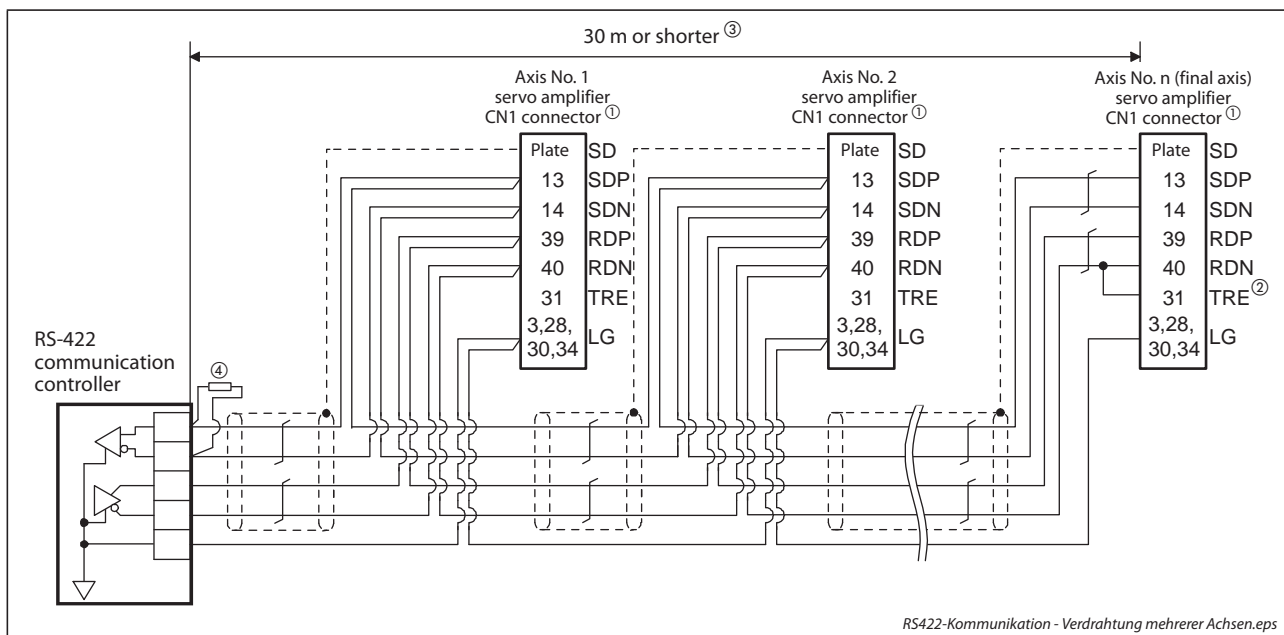 30 m or shorter ③
Axis No. 1
servo amplifier
CN1 connector ①
Axis No. 2
servo amplifier
CN1 connector ①
Axis No. n (final axis)
servo amplifier
CN1 connector ①
Plate SD
13 SDP
14 SDN
39 RDP
40 RDN
31 TRE
3,28,
30,34 LG
Plate SD
13 SDP
14 SDN
39 RDP
40 RDN
31 TRE
3,28,
30,34 LG
Plate SD
13 SDP
14 SDN
39 RDP
40 RDN
31 TRE ②
3,28,
30,34 LG
RS-422
communication
controller
④
RS422-Kommunikation - Verdrahtung mehrerer Achsen.eps